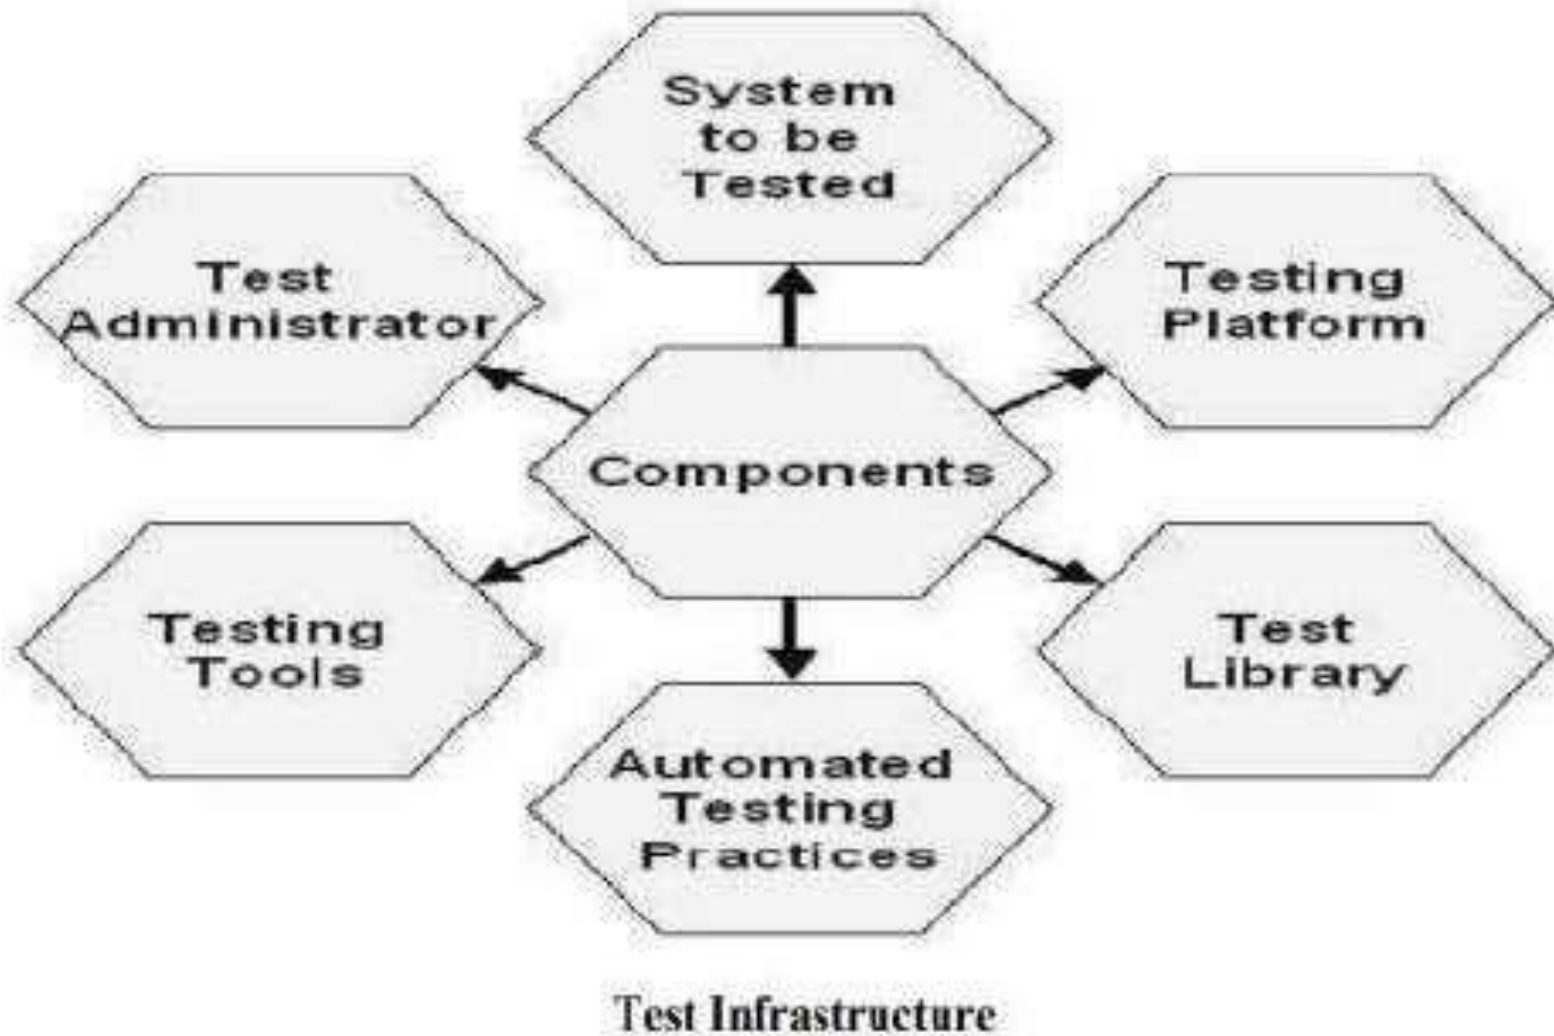 System
to be
Tested
Test
Administrator
Testing
Platform
Components
Testing
Tools
Test
Library
Automated
Testing
Practices
Test Infrastructure